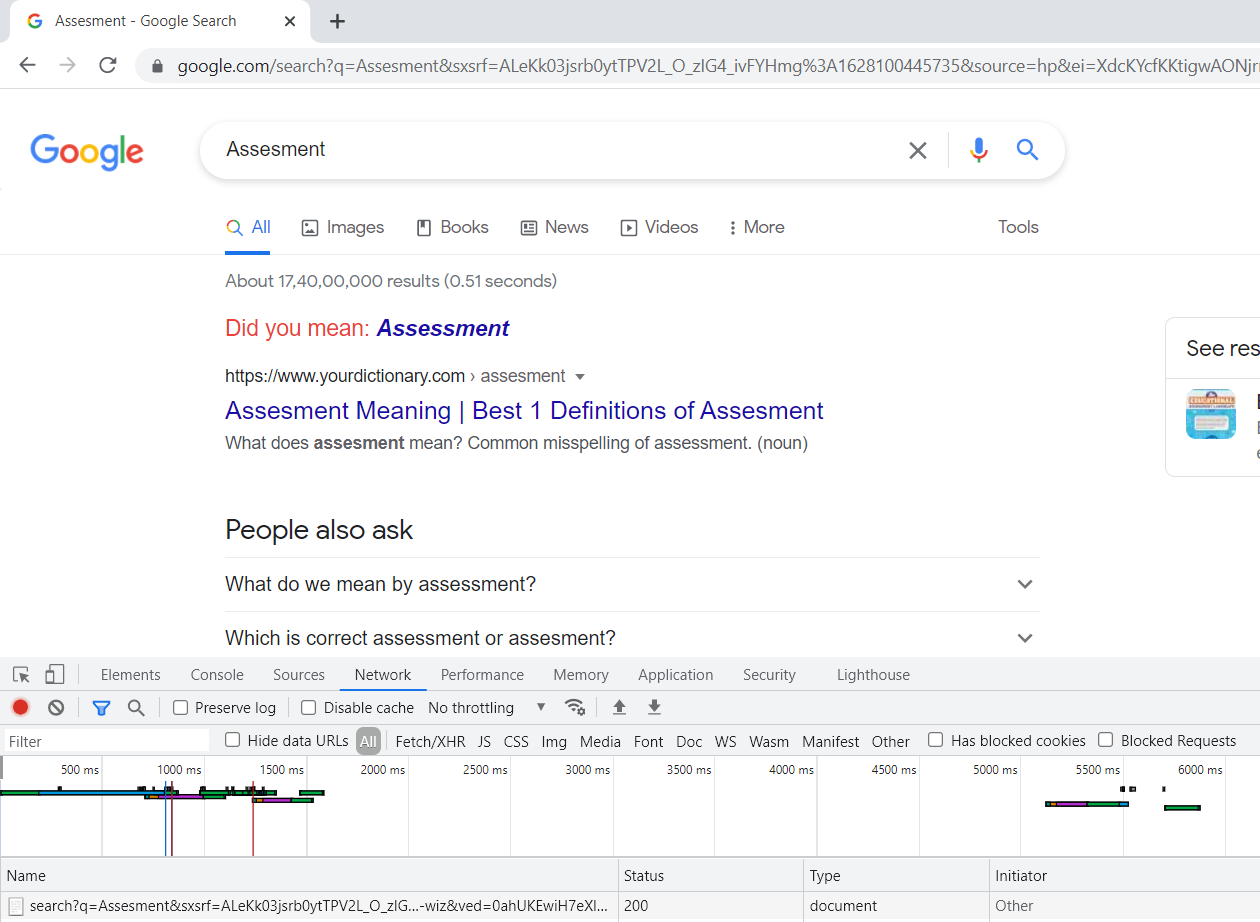 Assesment - Google Search
google.com/search?q=Assesment&sxsrf=ALeKk03jsrb0ytTPV2L_O_zIG4_ivFYHmg%3A1628100445735&source=hp&ei=XdcKYcfKKtigwAONjr
Google
Assesment
All Images Books News Videos More Tools
About 17,40,00,000 results (0.51 seconds)
Did you mean: Assessment
See res
https://www.yourdictionary.com › assesment
Assesment Meaning | Best 1 Definitions of Assesment
What does assesment mean? Common misspelling of assessment. (noun)
EDUCATIONAL
People also ask
What do we mean by assessment?
Which is correct assessment or assesment?
Elements Console Sources Network Performance Memory Application Security Lighthouse
Preserve log Disable cache No throttling
Filter Hide data URLs All Fetch/XHR JS CSS Img Media Font Doc WS Wasm Manifest Other Has blocked cookies Blocked Requests
500 ms 1000 ms 1500 ms 2000 ms 2500 ms 3000 ms 3500 ms 4000 ms 4500 ms 5000 ms 5500 ms 6000 ms
Name Status Type Initiator
search?q=Assesment&sxsrf=ALeKk03jsrb0ytTPV2L_O_zIG...-wiz&ved=0ahUKEwiH7eXl... 200 document Other